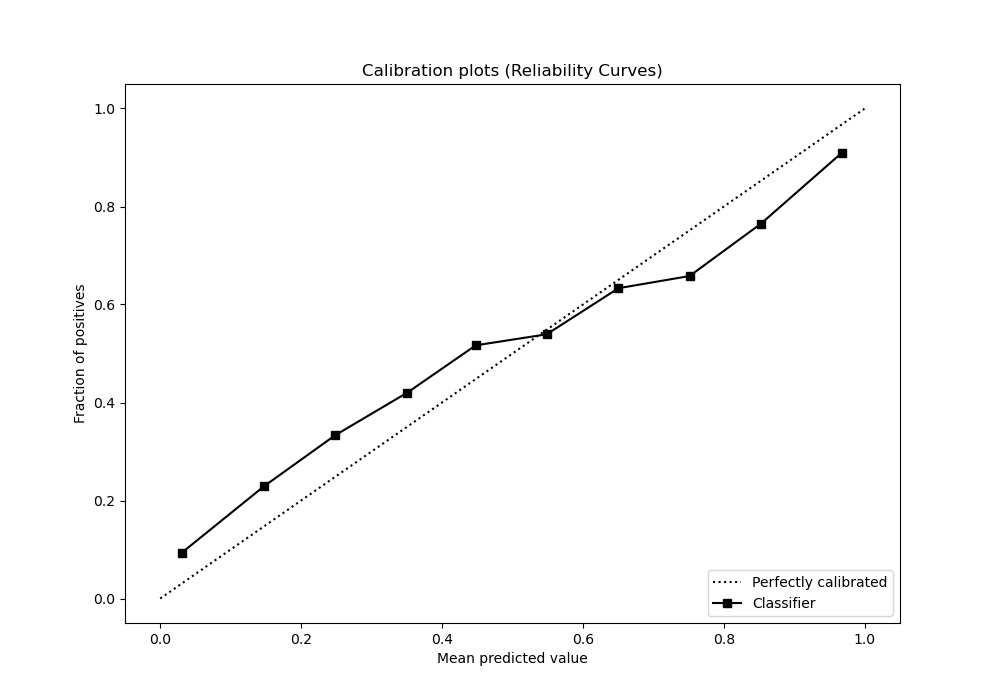 Calibration plots (Reliability Curves)
1.0
0.8
0.6
0.4
0.2
0.0
Fraction of positives
Perfectly calibrated
Classifier
0.0 0.2 0.4 0.6 0.8 1.0
Mean predicted value